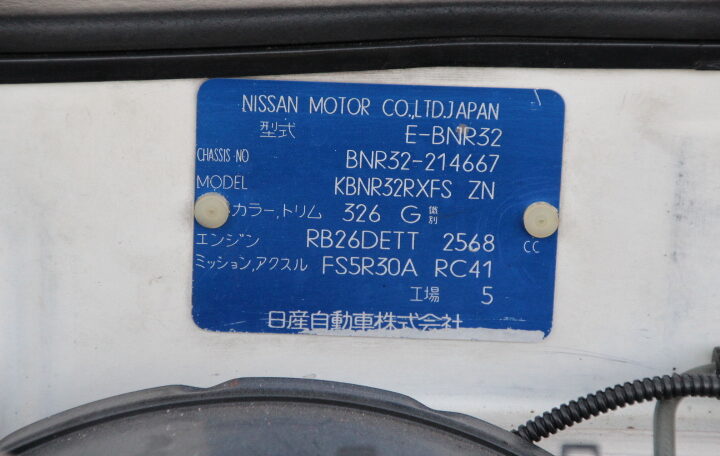 NISSAN MOTOR CO.,LTD.JAPAN
型式 E-BNR32
CHASSIS NO BNR32-214667
MODEL KBNR32RXFS ZN
カラー,トリム 326 G 識別
エンジン RB26DETT 2568 CC
ミッション,アクスル FS5R30A RC41
工場 5
日産自動車株式会社